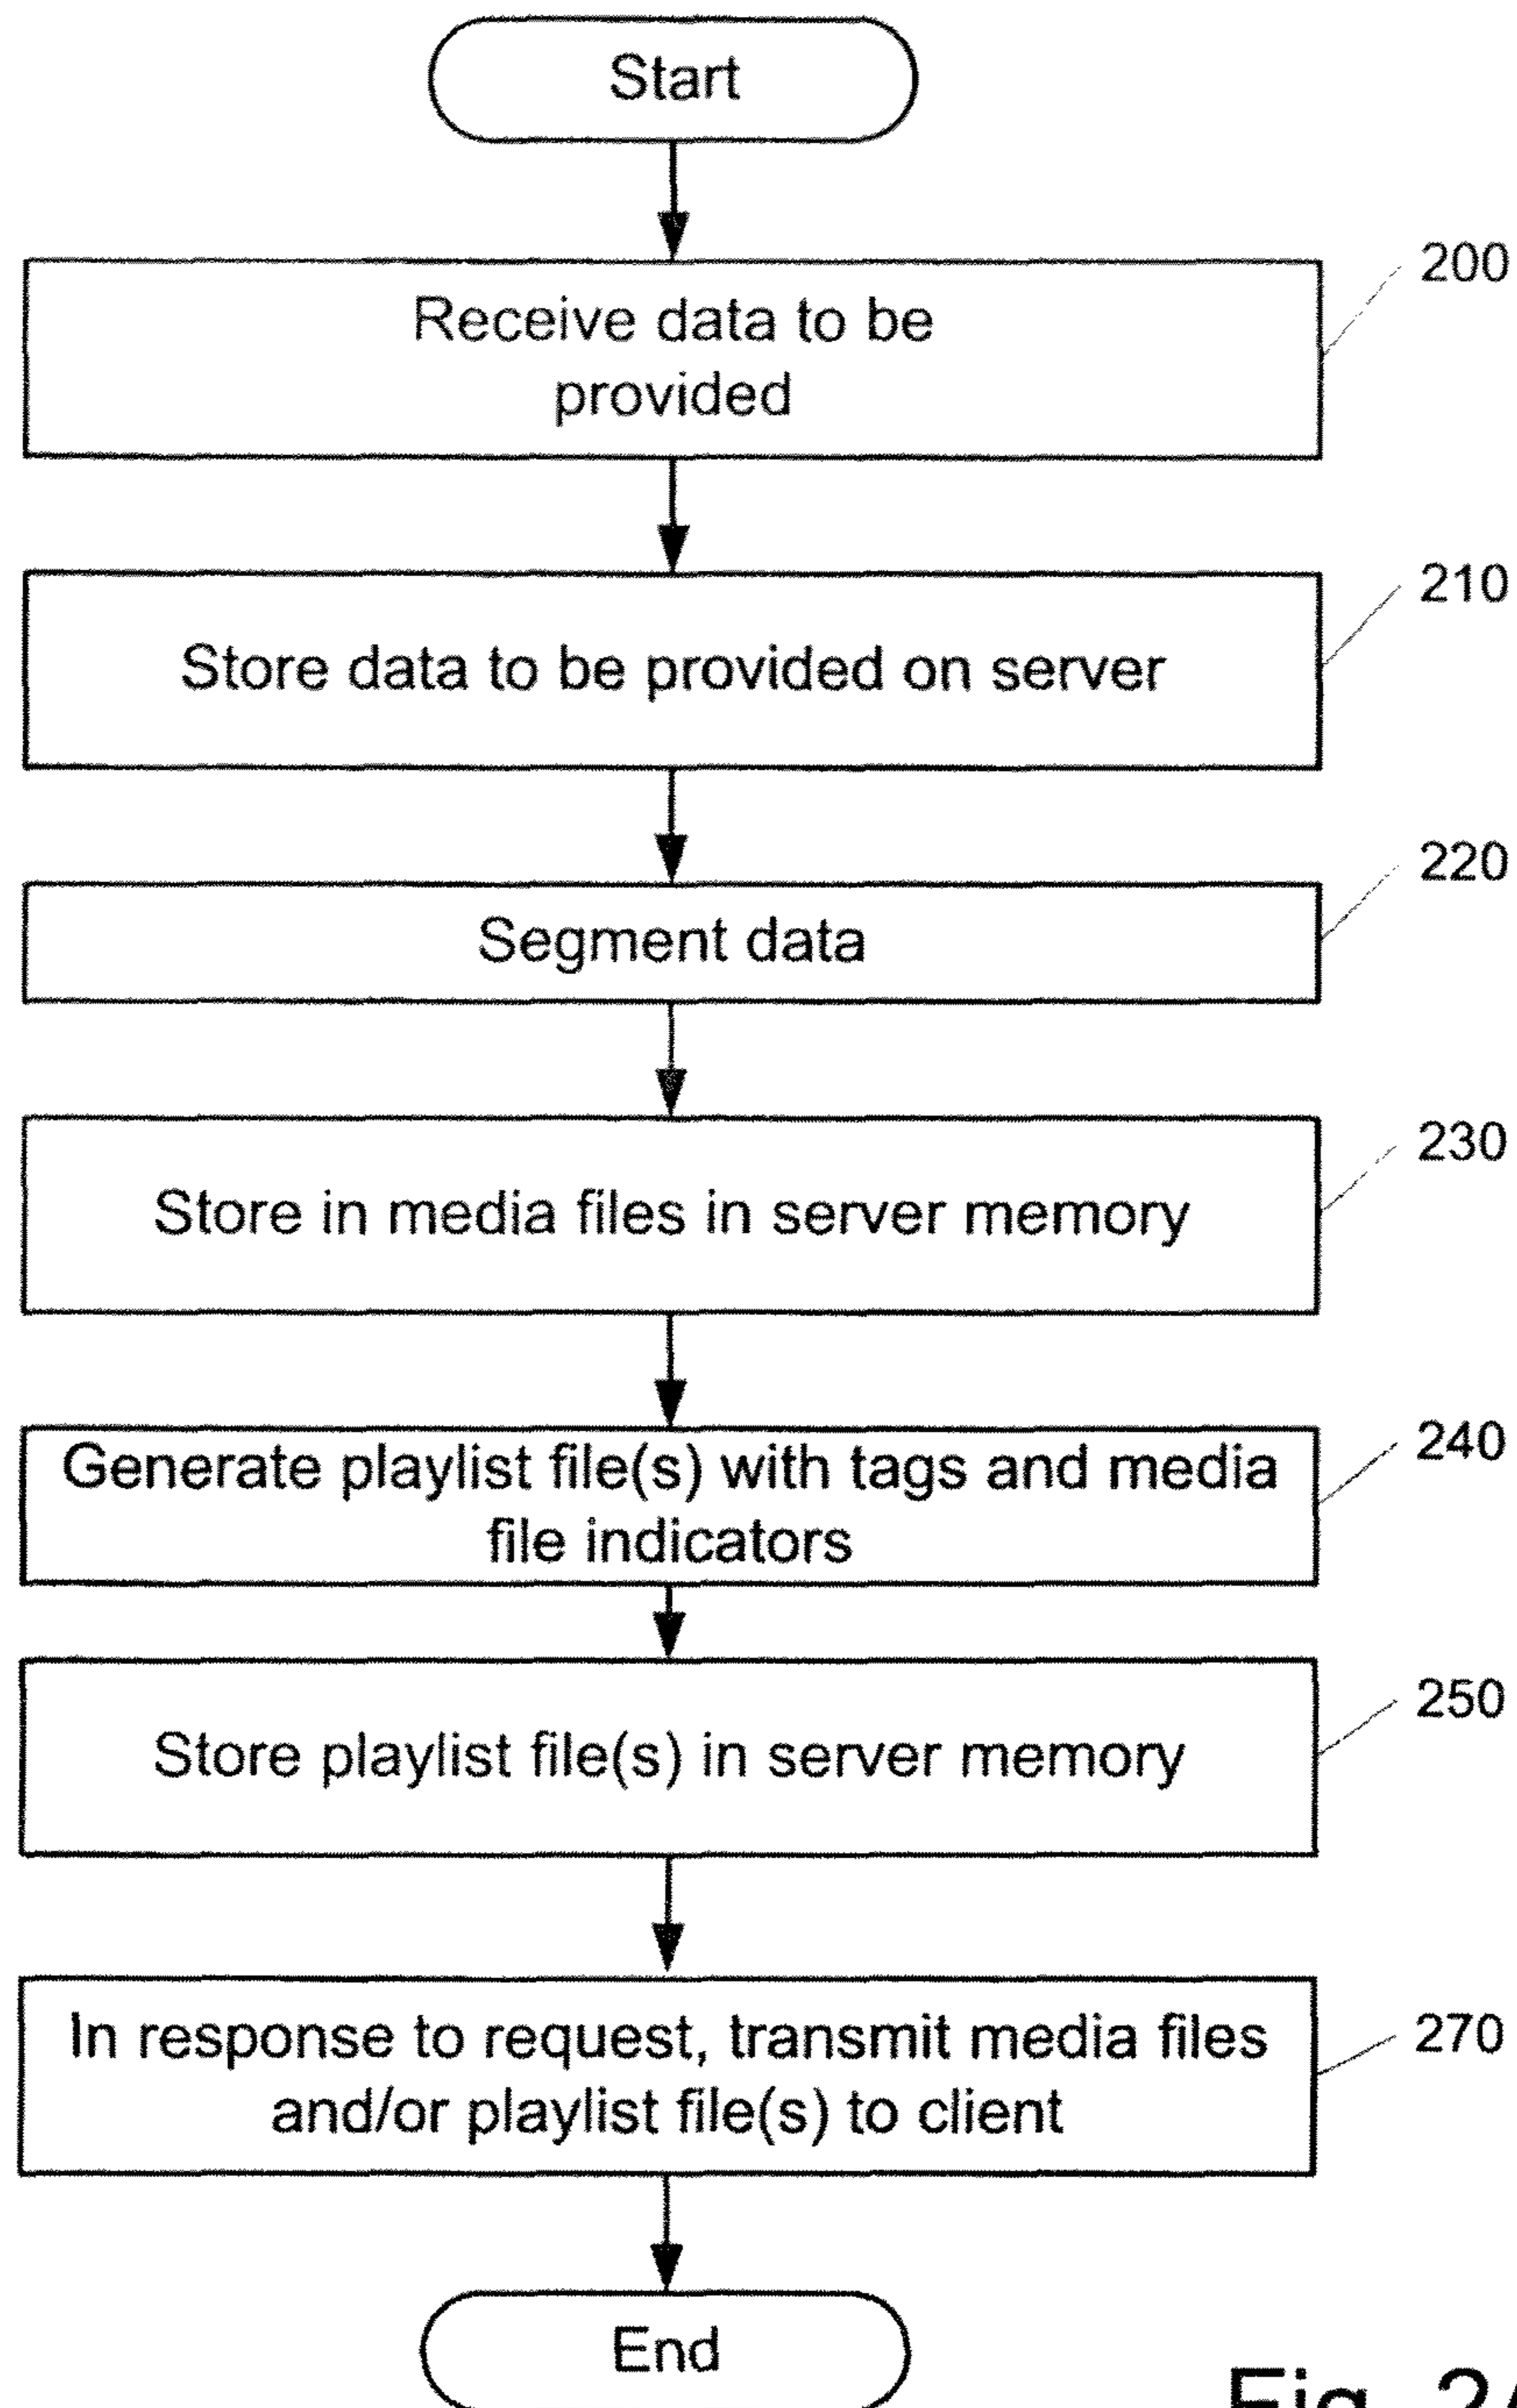 Start
200
Receive data to be
provided
210
Store data to be provided on server
220
Segment data
230
Store in media files in server memory
240
Generate playlist file(s) with tags and media
file indicators
250
Store playlist file(s) in server memory
270
In response to request, transmit media files
and/or playlist file(s) to client
End
Fig.